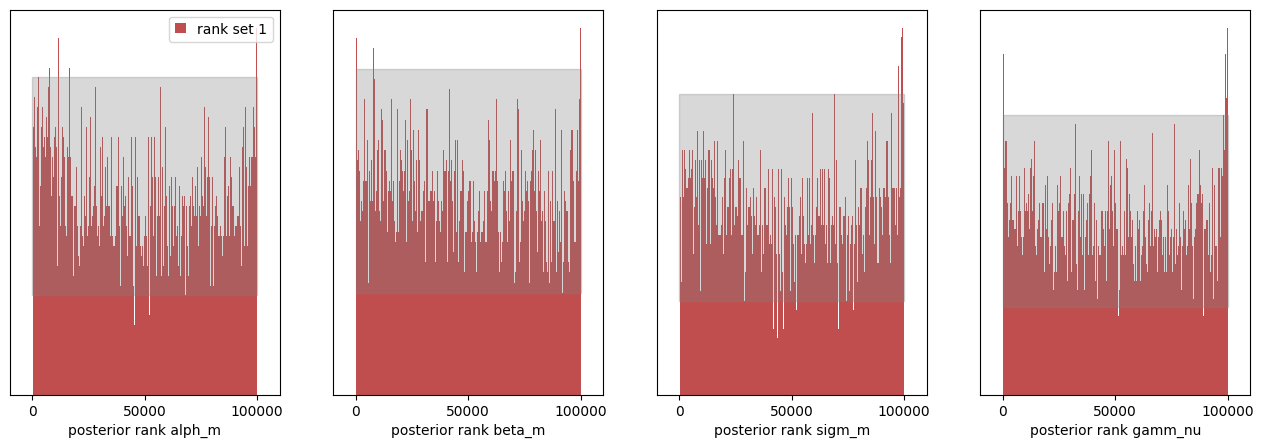 rank set 1
0 50000 100000
posterior rank alph_m
0 50000 100000
posterior rank beta_m
0 50000 100000
posterior rank sigm_m
0 50000 100000
posterior rank gamm_nu